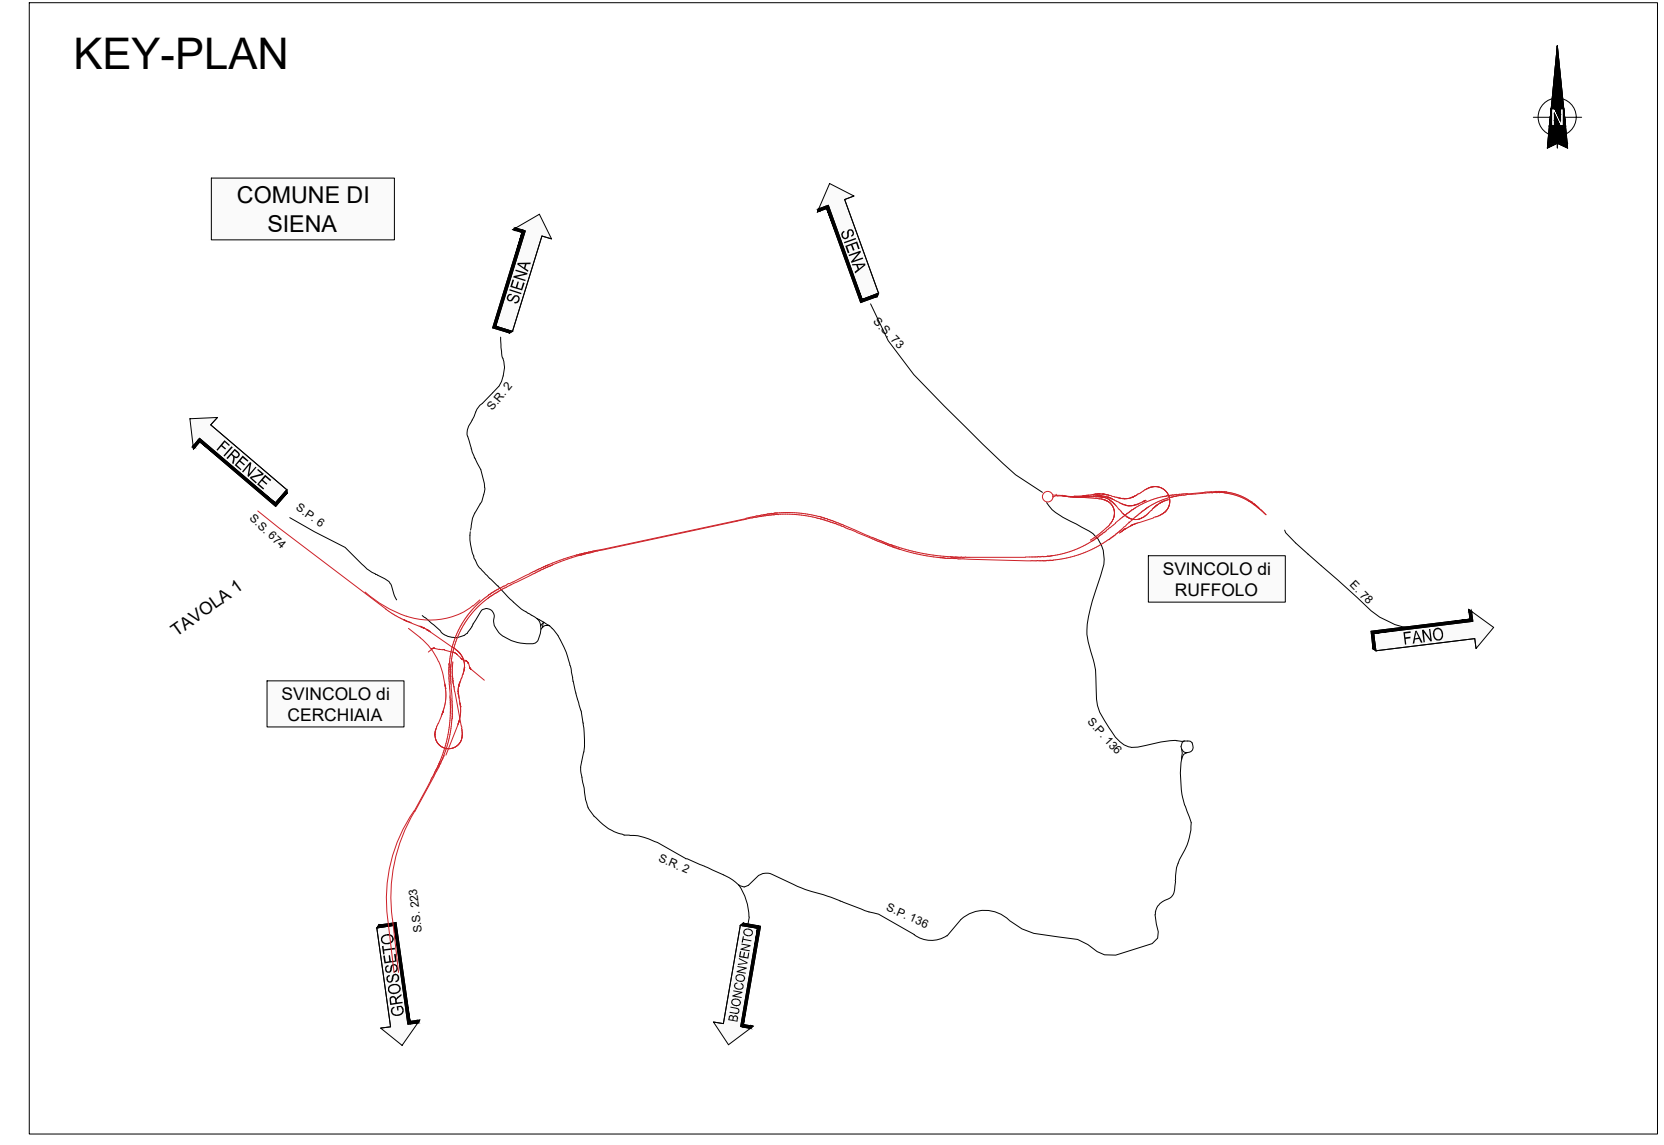 KEY-PLAN
N
COMUNE DI
SIENA
SIENA
SIENA
S.S. 73
S.R. 2
FIRENZE
S.P. 6
S.S. 674
TAVOLA 1
SVINCOLO di
RUFFOLO
E. 78
FANO
SVINCOLO di
CERCHIAIA
S.P. 136
S.R. 2
S.P. 136
S.S. 223
GROSSETO
BUONCONVENTO